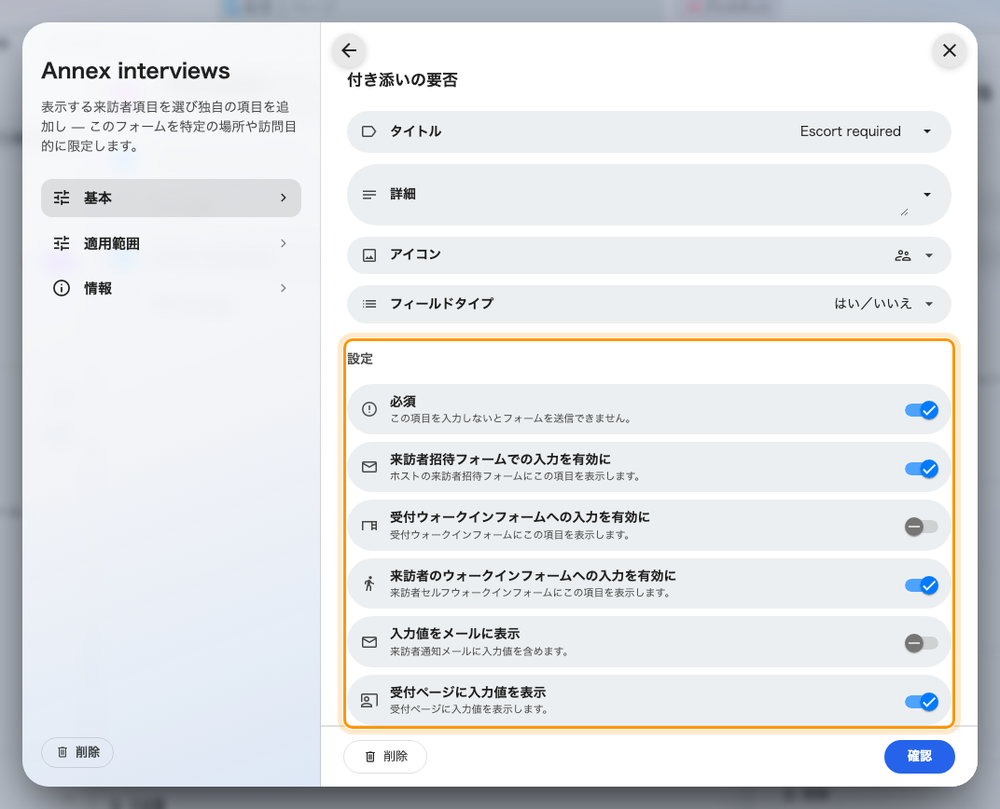 Annex interviews
表示する来訪者項目を選び独自の項目を追
加し — このフォームを特定の場所や訪問目
的に限定します。
基本
適用範囲
情報
削除
付き添いの要否
タイトル
Escort required
詳細
アイコン
フィールドタイプ
はい／いいえ
設定
必須
この項目を入力しないとフォームを送信できません。
来訪者招待フォームでの入力を有効に
ホストの来訪者招待フォームにこの項目を表示します。
受付ウォークインフォームへの入力を有効に
受付ウォークインフォームにこの項目を表示します。
来訪者のウォークインフォームへの入力を有効に
来訪者セルフウォークインフォームにこの項目を表示します。
入力値をメールに表示
来訪者通知メールに入力値を含めます。
受付ページに入力値を表示
受付ページに入力値を表示します。
削除
確認